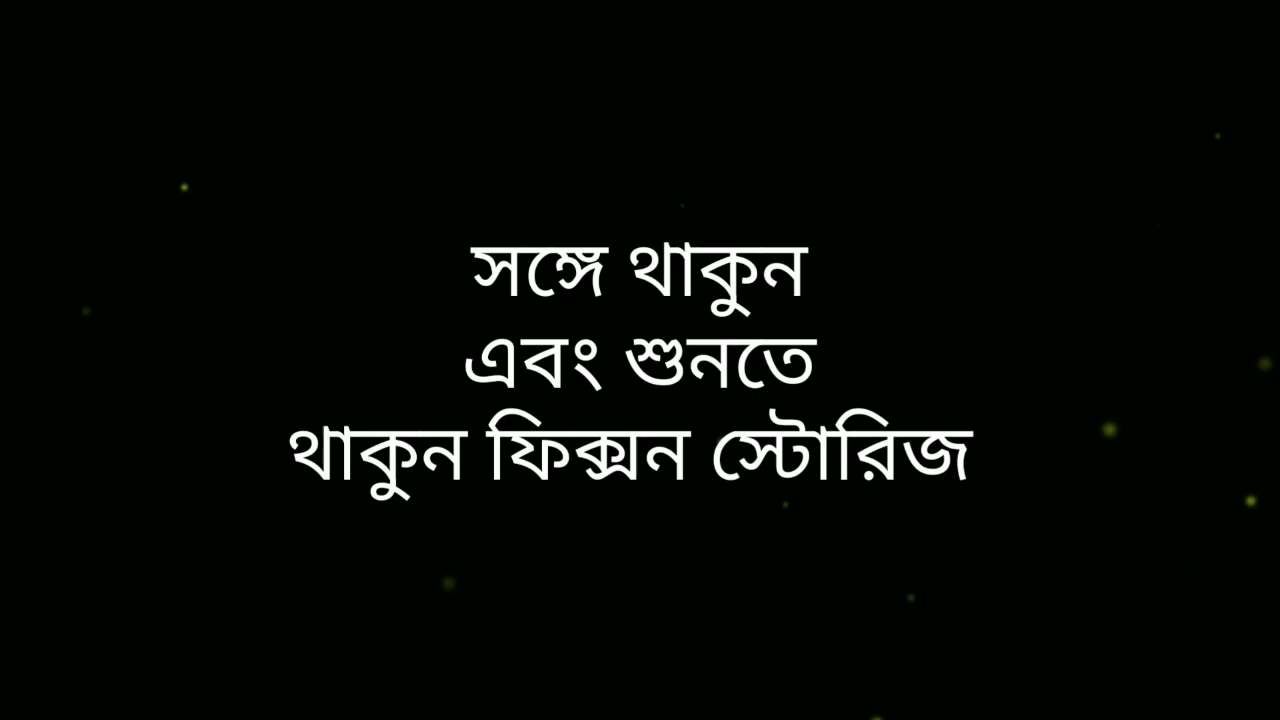 সঙ্গে থাকুন
এবং শুনতে
থাকুন ফিক্সন স্টোরিজ